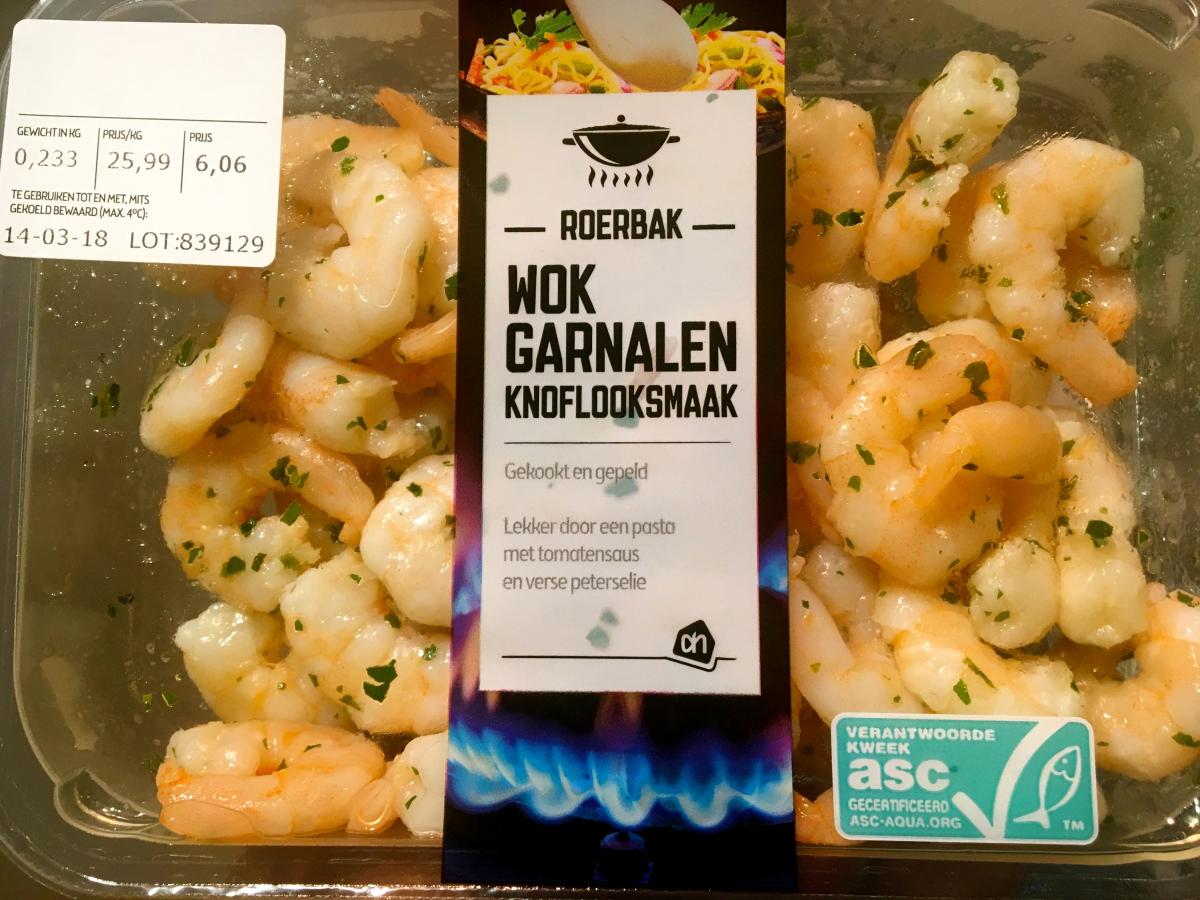 GEWICHT IN KG PRIJS/KG PRIJS
0,233 25,99 6,06
TE GEBRUIKEN TOT EN MET, MITS
GEKOELD BEWAARD (MAX. 4ºC):
14-03-18 LOT:839129
ROERBAK
WOK
GARNALEN
KNOFLOOKSMAAK
Gekookt en gepeld
Lekker door een pasta
met tomatensaus
en verse peterselie
ah
VERANTWOORDE
KWEEK
asc
GECERTIFICEERD
ASC-AQUA.ORG
TM